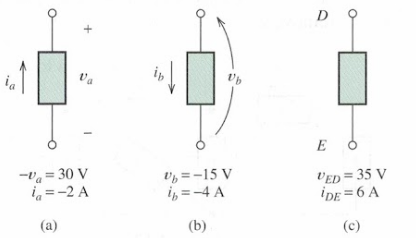 + + D
i_a v_a i_b v_b
− E
−v_a = 30 V v_b = −15 V v_ED = 35 V
i_a = −2 A i_b = −4 A i_DE = 6 A
(a) (b) (c)